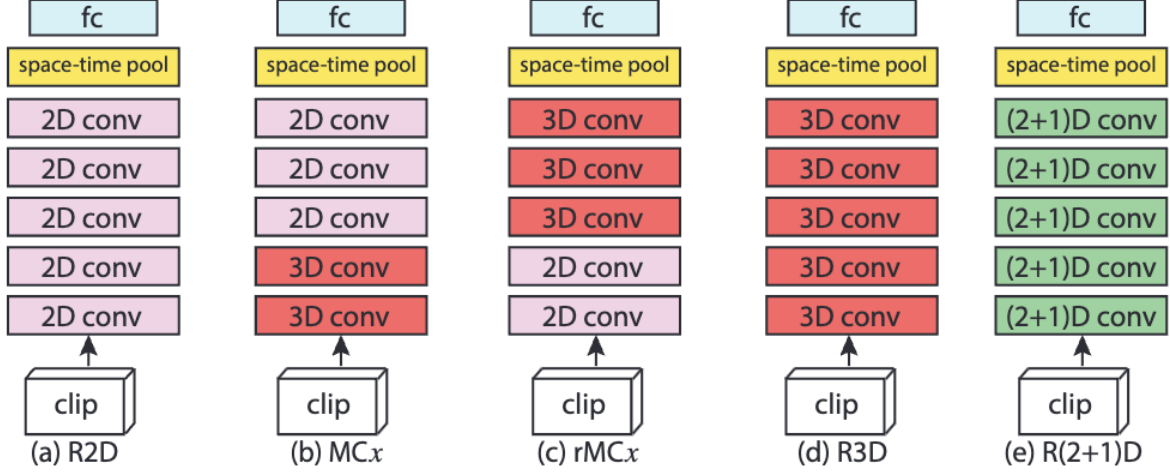 fc fc fc fc fc
space-time pool space-time pool space-time pool space-time pool space-time pool
2D conv 2D conv 3D conv 3D conv (2+1)D conv
2D conv 2D conv 3D conv 3D conv (2+1)D conv
2D conv 2D conv 3D conv 3D conv (2+1)D conv
2D conv 3D conv 2D conv 3D conv (2+1)D conv
2D conv 3D conv 2D conv 3D conv (2+1)D conv
clip clip clip clip clip
(a) R2D (b) MCx (c) rMCx (d) R3D (e) R(2+1)D